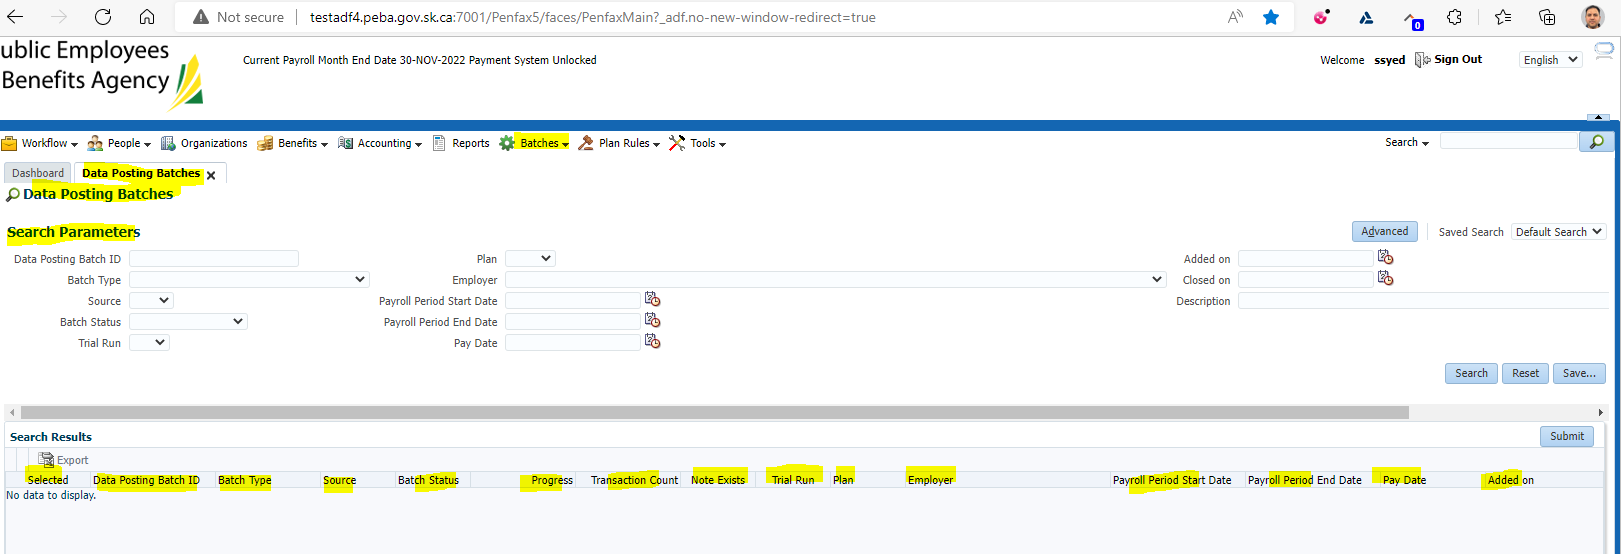 Not secure testadf4.peba.gov.sk.ca:7001/Penfax5/faces/PenfaxMain?_adf.no-new-window-redirect=true
0
ublic Employees
Benefits Agency
Current Payroll Month End Date 30-NOV-2022 Payment System Unlocked
Welcome ssyed Sign Out English
Workflow People Organizations Benefits Accounting Reports Batches Plan Rules Tools Search
Dashboard Data Posting Batches
Data Posting Batches
Search Parameters
Advanced Saved Search Default Search
Data Posting Batch ID Plan Added on
Batch Type Employer Closed on
Source Payroll Period Start Date Description
Batch Status Payroll Period End Date
Trial Run Pay Date
Search Reset Save...
Search Results Submit
Export
Selected Data Posting Batch ID Batch Type Source Batch Status Progress Transaction Count Note Exists Trial Run Plan Employer Payroll Period Start Date Payroll Period End Date Pay Date Added on
No data to display.